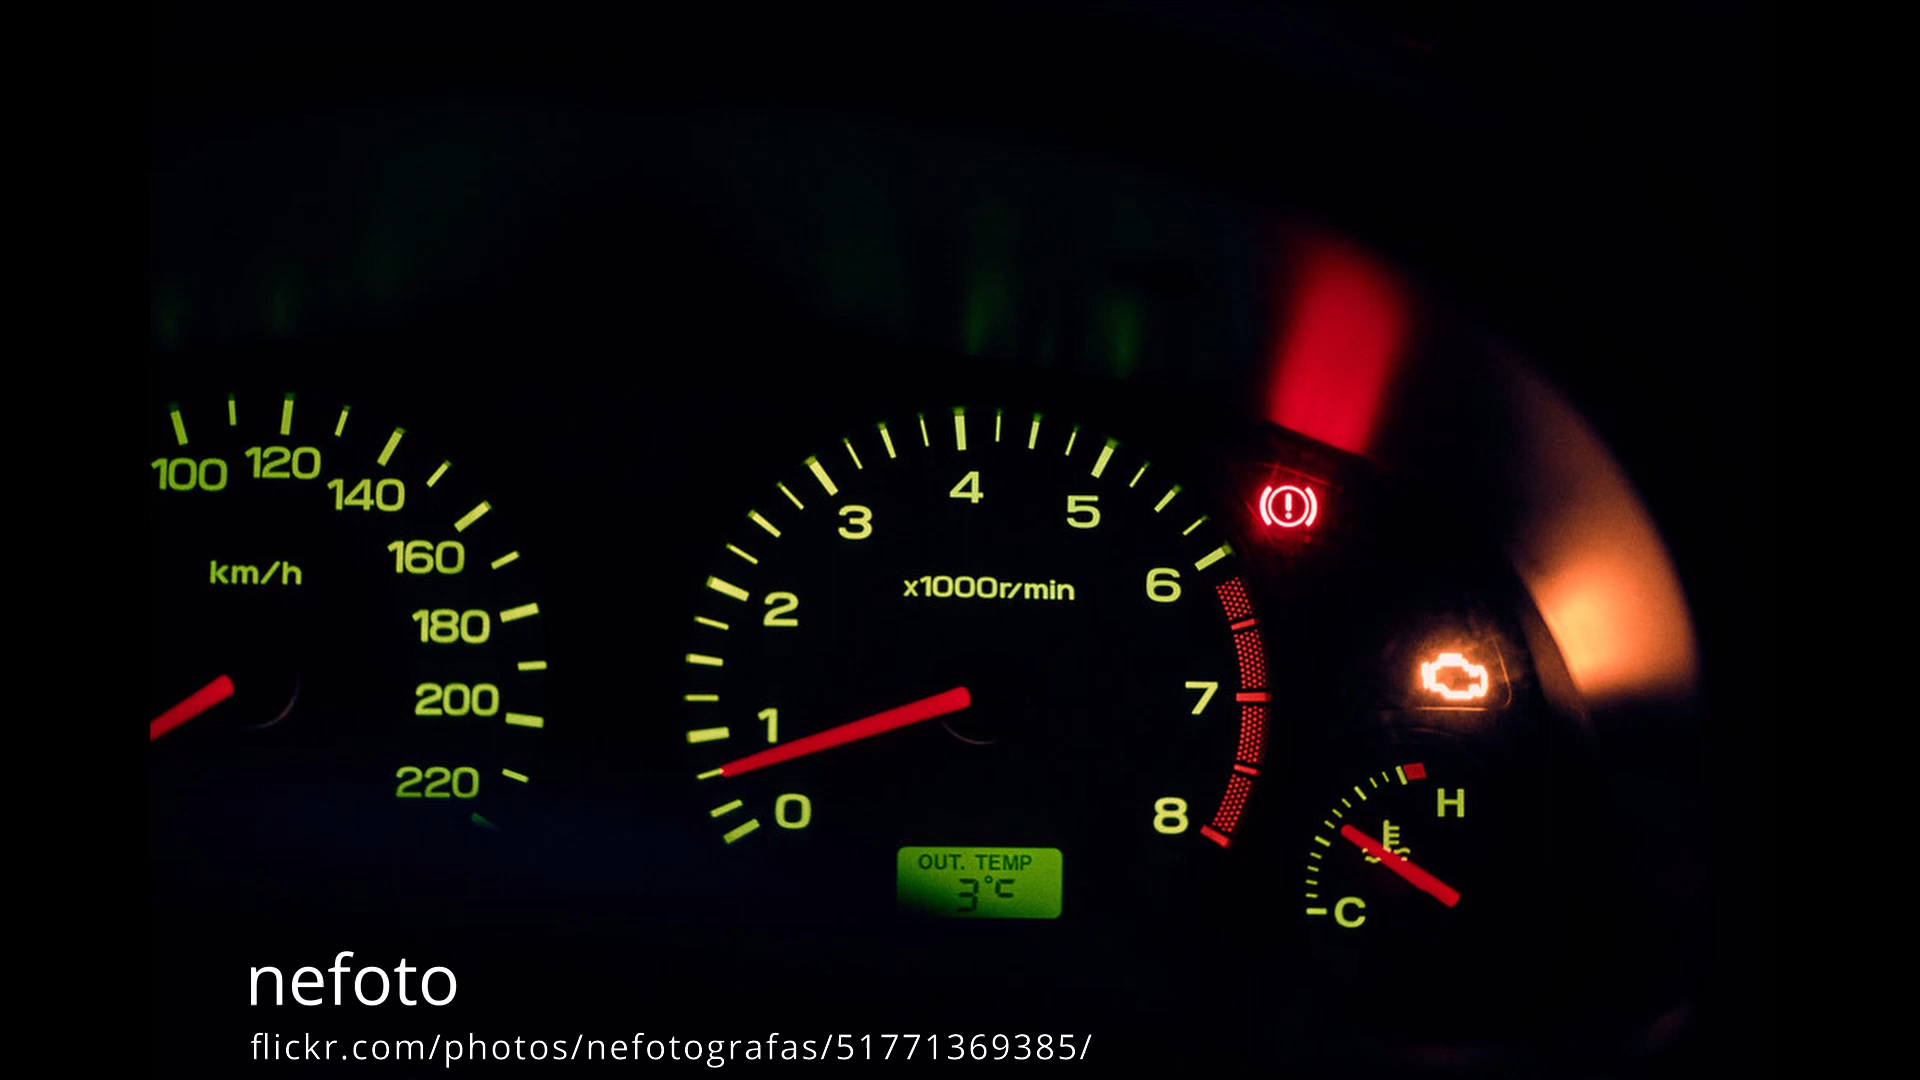 100
120
140
160
km/h
180
200
220
0
1
2
3
4
5
6
7
8
x1000r/min
OUT. TEMP
3°C
H
C
nefoto
flickr.com/photos/nefotografas/51771369385/